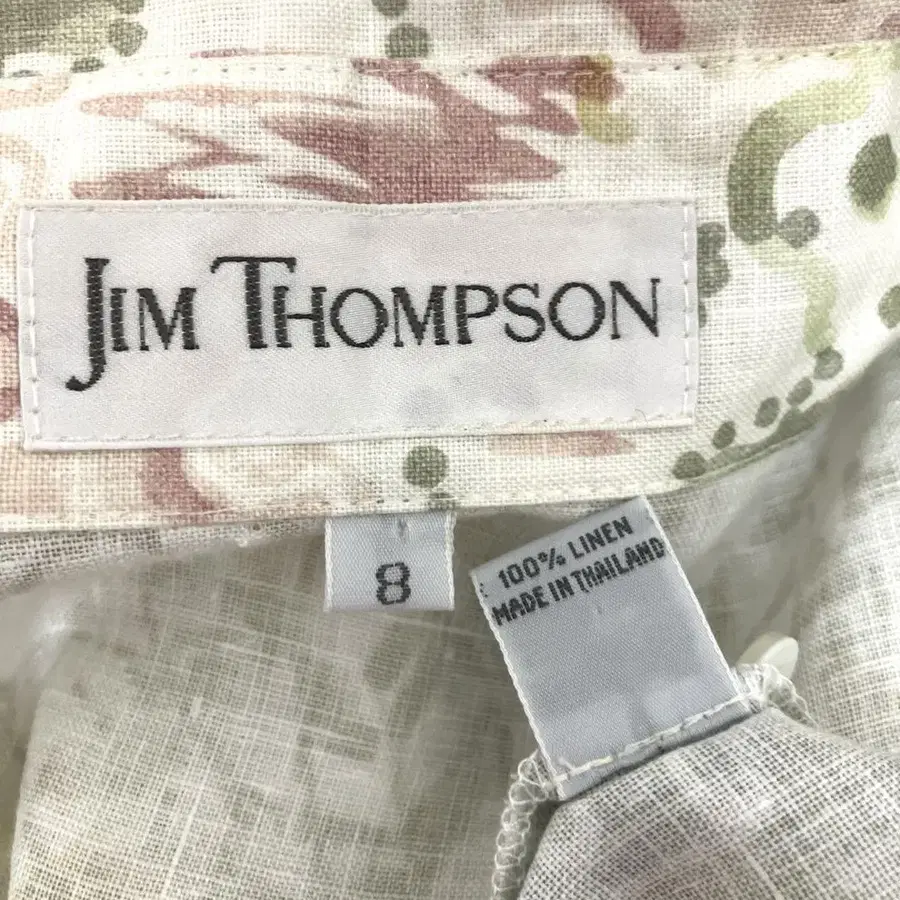 JIM THOMPSON
8
100% LINEN
MADE IN THAILAND